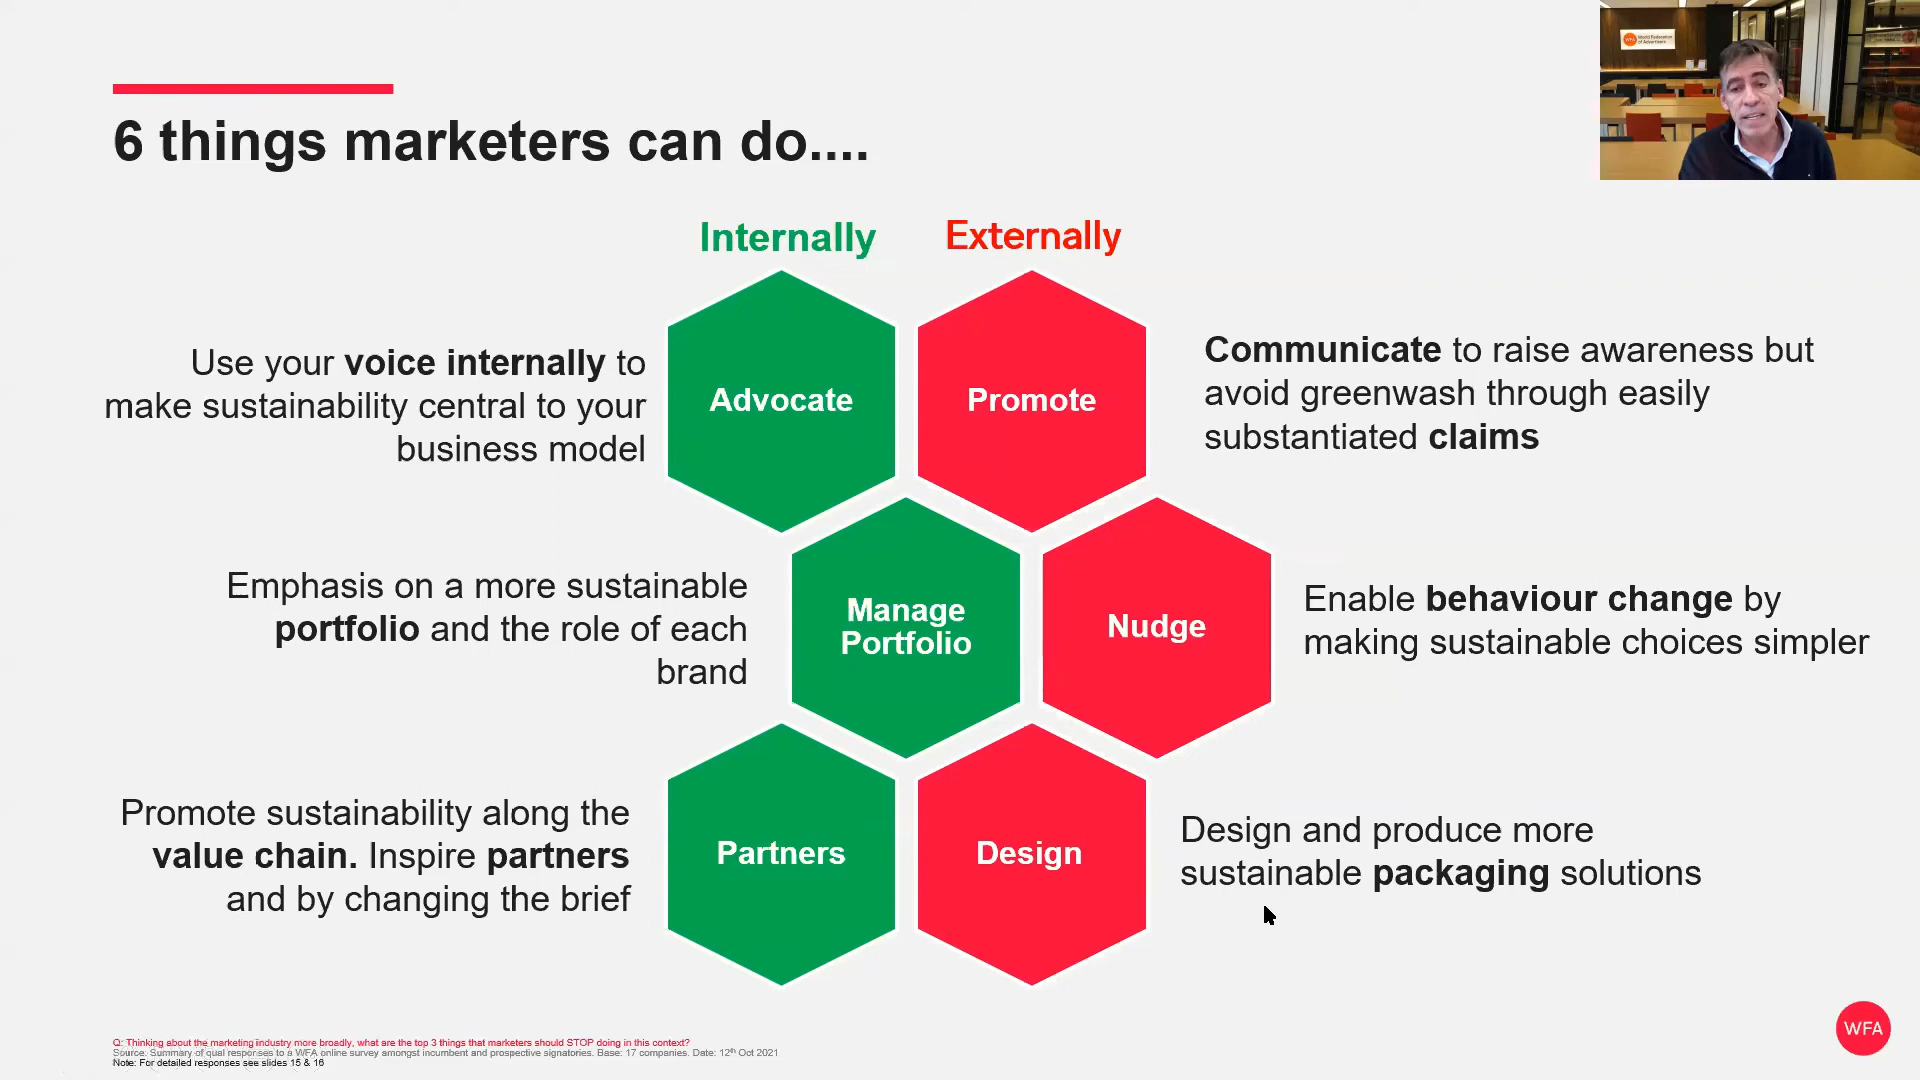 6 things marketers can do....
World Federation
of Advertisers
WFA
Internally
Externally
Use your voice internally to
make sustainability central to your
business model
Advocate
Promote
Communicate to raise awareness but
avoid greenwash through easily
substantiated claims
Emphasis on a more sustainable
portfolio and the role of each
brand
Manage
Portfolio
Nudge
Enable behaviour change by
making sustainable choices simpler
Promote sustainability along the
value chain. Inspire partners
and by changing the brief
Partners
Design
Design and produce more
sustainable packaging solutions
Q: Thinking about the marketing industry more broadly, what are the top 3 things that marketers should STOP doing in this context?
Source: Summary of qual responses to a WFA online survey amongst incumbent and prospective signatories. Base: 17 companies. Date: 12th Oct 2021
Note: For detailed responses see slides 15 & 16
WFA